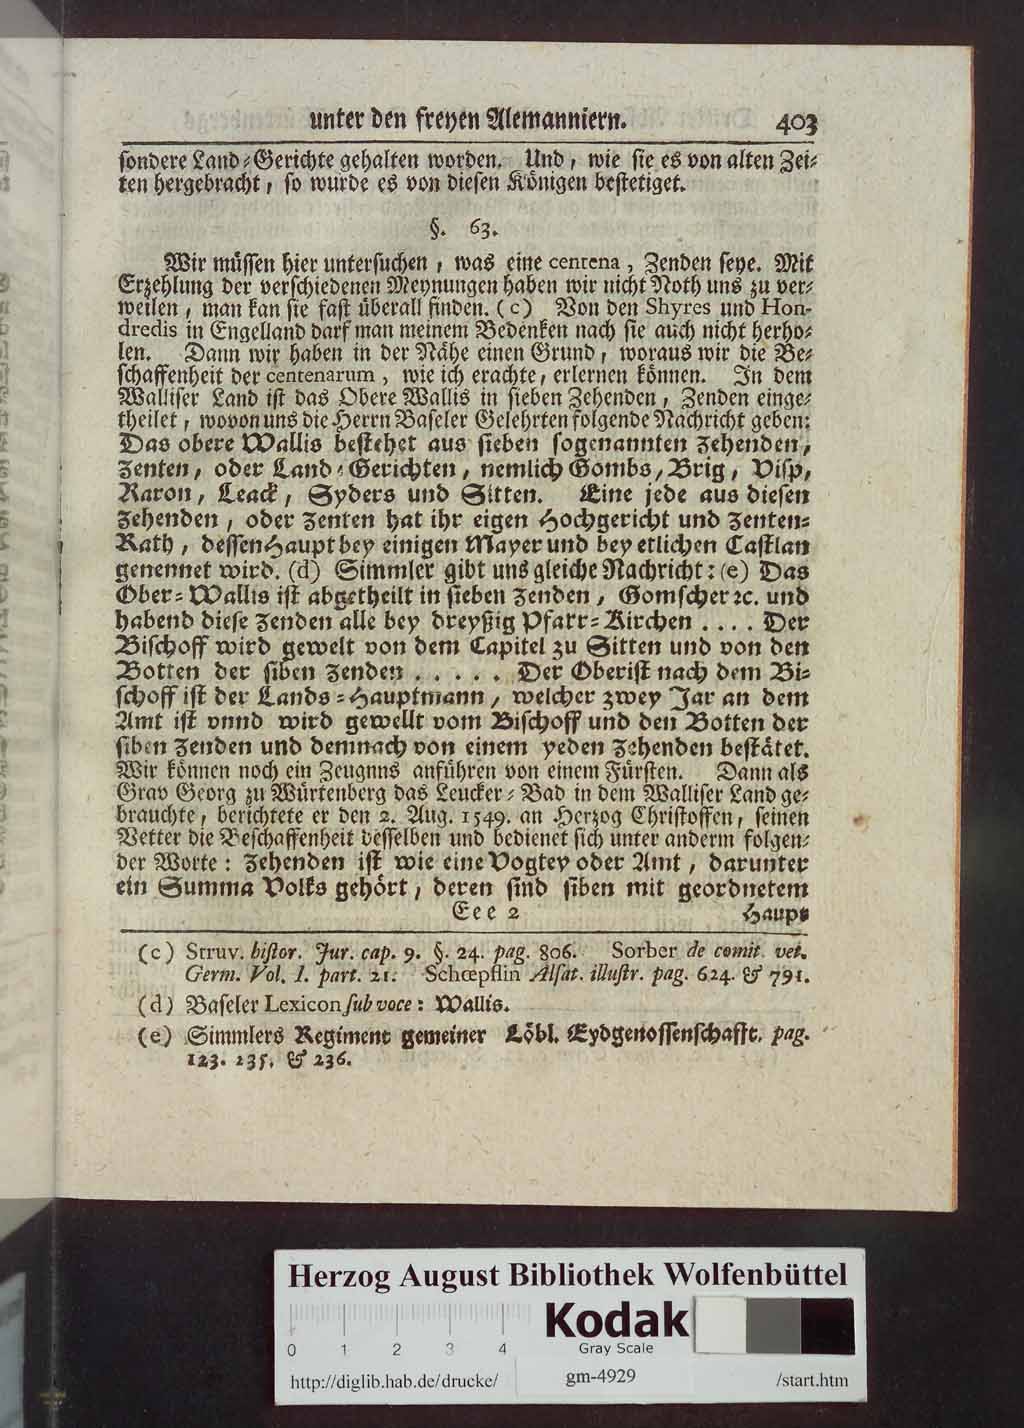 unter den freyen Alemanniern. 403
sondere Land-Gerichte gehalten worden. Und, wie sie es von alten Zei-
ten hergebracht, so wurde es von diesen Königen bestetiget.
§. 63.
Wir müssen hier untersuchen, was eine centena, Zenden seye. Mit
Erzehlung der verschiedenen Meynungen haben wir nicht Noth uns zu ver-
weilen, man kan sie fast überall finden. (c) Von den Shyres und Hon-
dredis in Engelland darf man meinem Bedenken nach sie auch nicht herho-
len. Dann wir haben in der Nähe einen Grund, woraus wir die Be-
schaffenheit der centenarum, wie ich erachte, erlernen können. In dem
Walliser Land ist das Obere Wallis in sieben Zehenden, Zenden einge-
theilet, wovon uns die Herrn Baseler Gelehrten folgende Nachricht geben:
Das obere Wallis bestehet aus sieben sogenannten Zehenden,
Zenten, oder Land-Gerichten, nemlich Gombs, Brig, Visp,
Raron, Leack, Syders und Sitten. Eine jede aus diesen
Zehenden, oder Zenten hat ihr eigen Hochgericht und Zenten-
Rath, dessen Haupt bey einigen Mayer und bey etlichen Castlan
genennet wird. (d) Simmler gibt uns gleiche Nachricht: (e) Das
Ober-Wallis ist abgetheilt in sieben Zenden, Gomscher ꝛc. und
habend diese Zenden alle bey dreyßig Pfarr-Kirchen .... Der
Bischoff wird gewelt von dem Capitel zu Sitten und von den
Botten der siben Zenden ..... Der Oberist nach dem Bi-
schoff ist der Lands-Hauptmann, welcher zwey Jar an dem
Amt ist vnnd wird gewellt vom Bischoff und den Botten der
siben Zenden und demnach von einem yeden Zehenden bestätet.
Wir können noch ein Zeugnns anführen von einem Fürsten. Dann als
Grav Georg zu Würtenberg das Leucker-Bad in dem Walliser Land ge-
brauchte, berichtete er den 2. Aug. 1549. an Herzog Christoffen, seinen
Vetter die Beschaffenheit desselben und bedienet sich unter anderm folgen-
der Worte: Zehenden ist wie eine Vogtey oder Amt, darunter
ein Summa Volks gehört, deren sind siben mit geordnetem
Eee 2 Haupt
(c) Struv. histor. Jur. cap. 9. §. 24. pag. 806. Sorber de comit. vet.
Germ. Vol. I. part. 21. Schœpflin Alsat. illustr. pag. 624. & 791.
(d) Baseler Lexicon sub voce: Wallis.
(e) Simmlers Regiment gemeiner Löbl. Eydgenossenschafft. pag.
123. 235. & 236.
Herzog August Bibliothek Wolfenbüttel
Kodak
0 1 2 3 4 Gray Scale
http://diglib.hab.de/drucke/ gm-4929 /start.htm